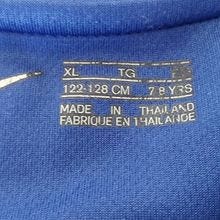 XL TG
122-128 CM 7-8 YRS
MADE IN THAILAND
FABRIQUE EN THAILANDE